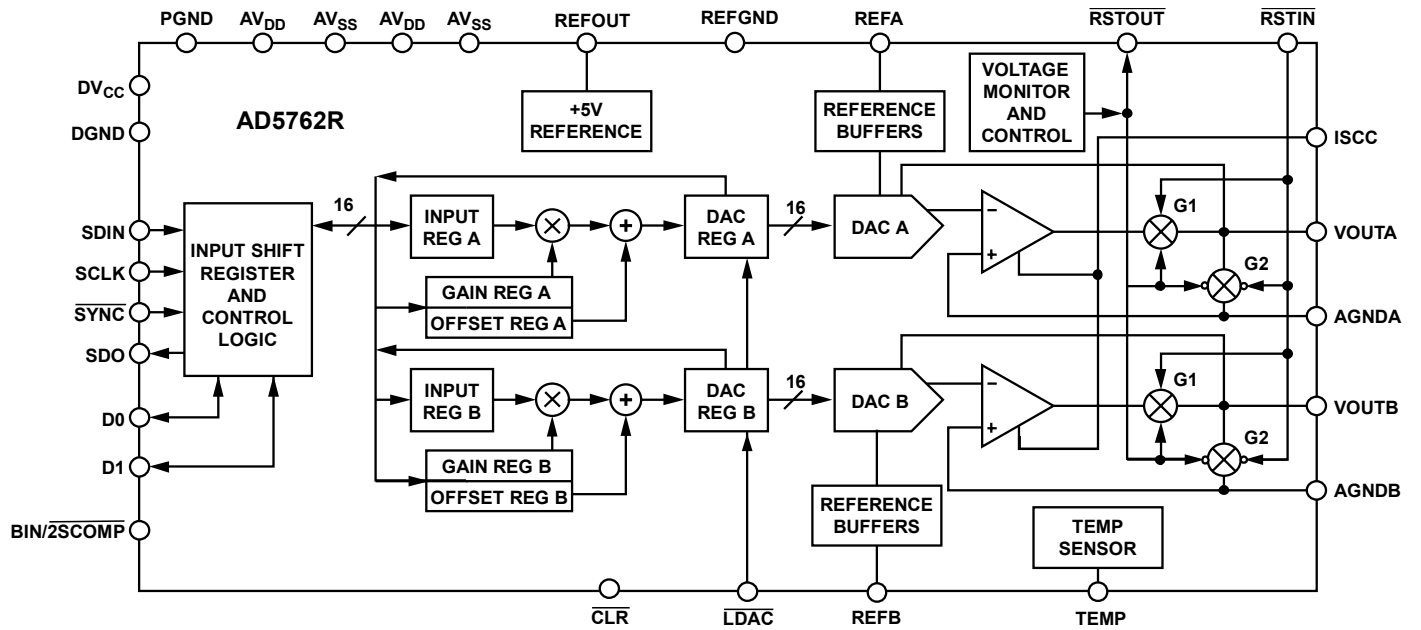 PGND AVDD AVSS AVDD AVSS REFOUT REFGND REFA RSTOUT RSTIN
DVCC
DGND
AD5762R
+5V
REFERENCE
REFERENCE
BUFFERS
VOLTAGE
MONITOR
AND
CONTROL
ISCC
SDIN
SCLK
SYNC
SDO
D0
D1
BIN/2SCOMP
INPUT SHIFT
REGISTER
AND
CONTROL
LOGIC
16
INPUT
REG A
×
+
GAIN REG A
OFFSET REG A
DAC
REG A
16
DAC A
−
+
G1
G2
VOUTA
AGNDA
INPUT
REG B
×
+
GAIN REG B
OFFSET REG B
DAC
REG B
16
DAC B
−
+
G1
G2
VOUTB
AGNDB
REFERENCE
BUFFERS
TEMP
SENSOR
CLR LDAC REFB TEMP